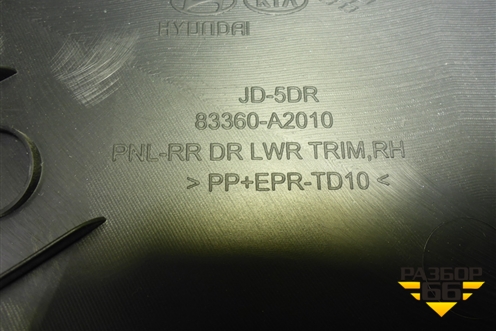 KIA
HYUNDAI
JD-5DR
83360-A2010
PNL-RR DR LWR TRIM,RH
> PP+EPR-TD10 <
РАЗБОР
66